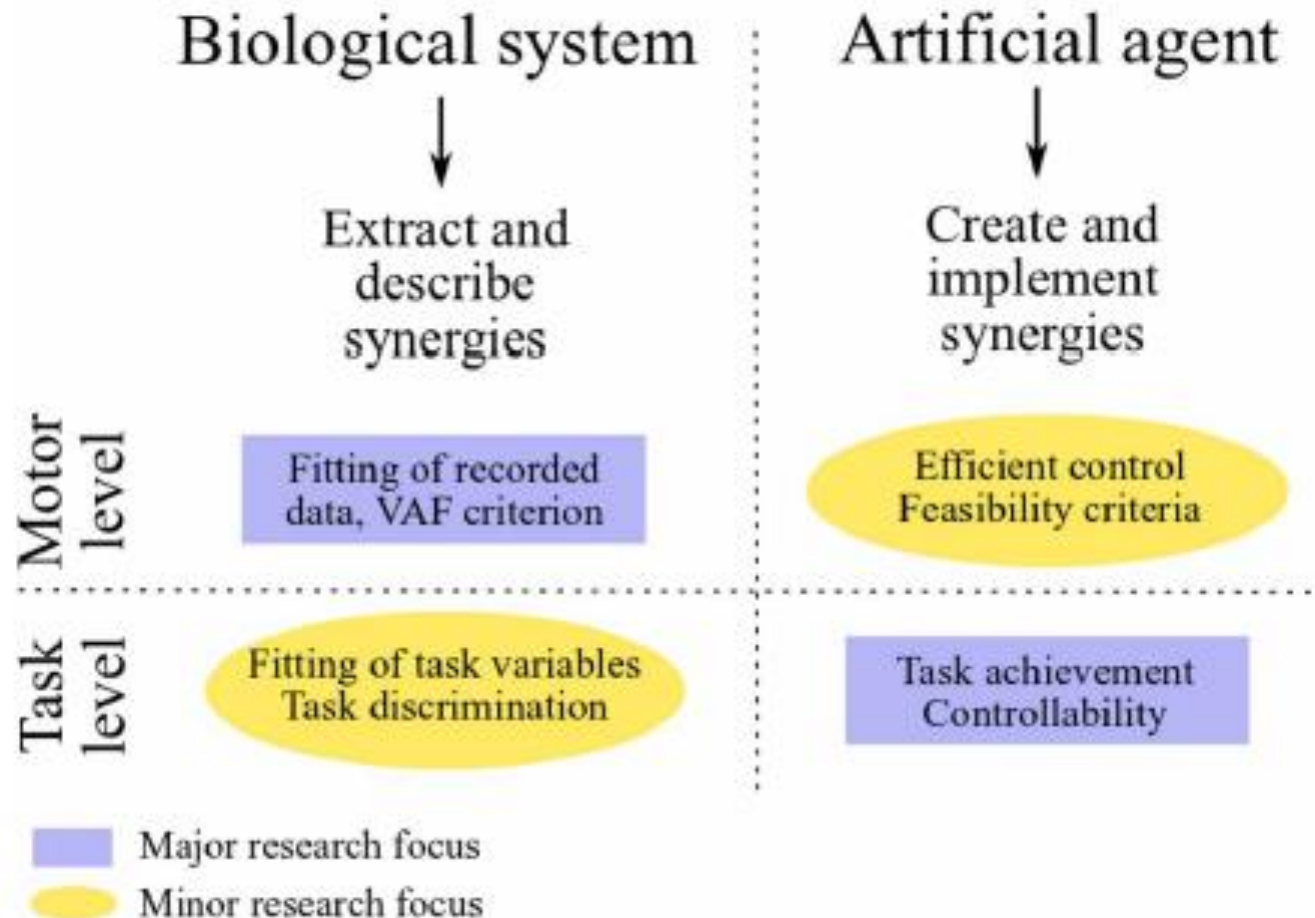 Biological system
Artificial agent
Extract and
describe
synergies
Create and
implement
synergies
Motor
level
Fitting of recorded
data, VAF criterion
Efficient control
Feasibility criteria
Task
level
Fitting of task variables
Task discrimination
Task achievement
Controllability
Major research focus
Minor research focus